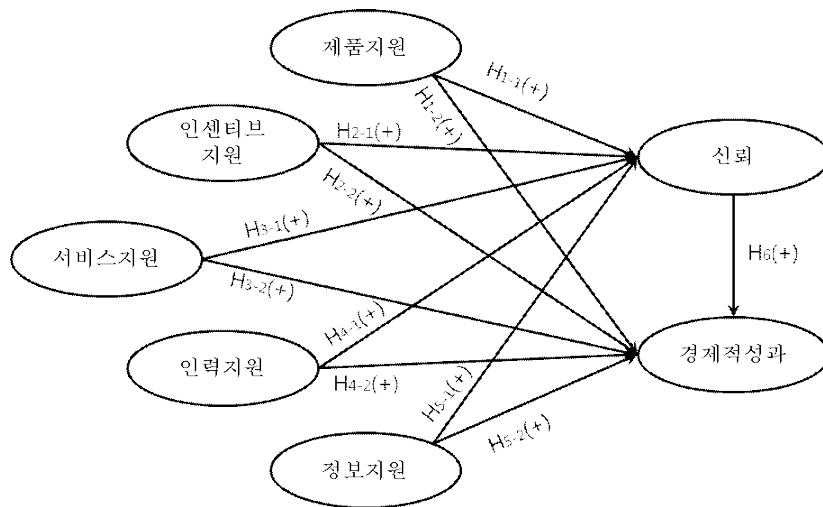 제품지원
H1-1(+)
H1-2(+)
인센티브
지원
H2-1(+)
H2-2(+)
신뢰
서비스지원
H3-1(+)
H3-2(+)
H6(+)
인력지원
H4-1(+)
H4-2(+)
경제적성과
정보지원
H5-1(+)
H5-2(+)